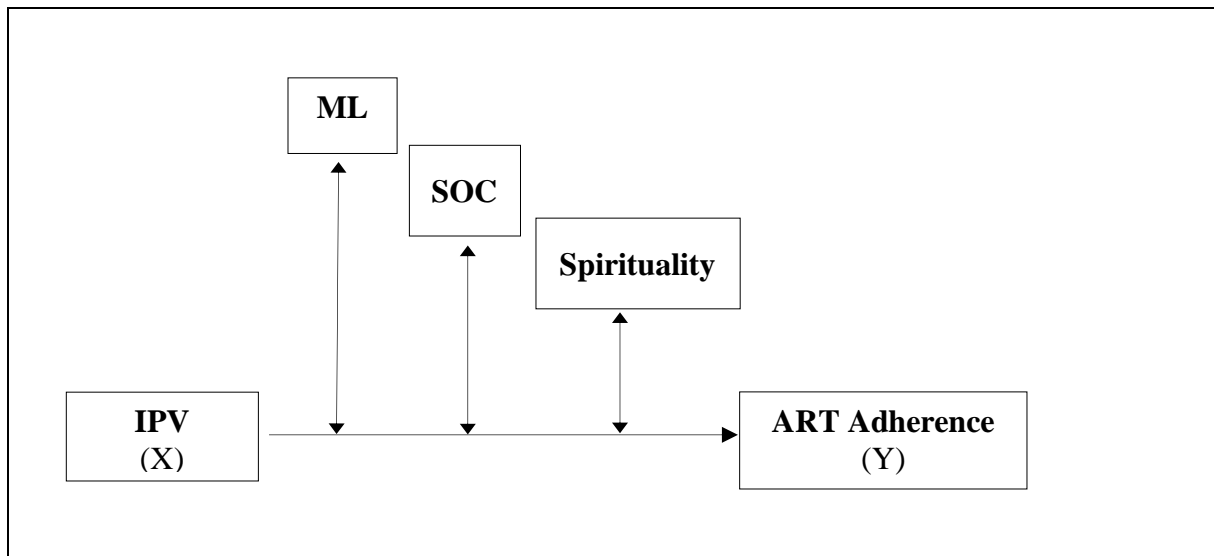 ML
SOC
Spirituality
IPV
(X)
ART Adherence
(Y)